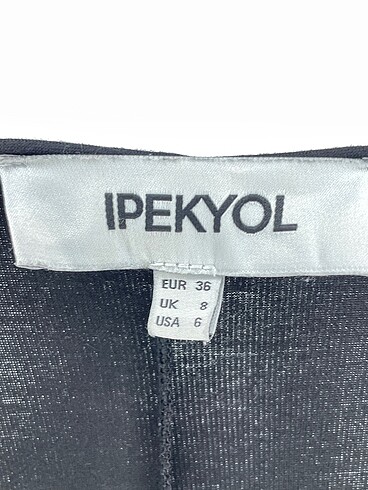 IPEKYOL
EUR 36
UK 8
USA 6